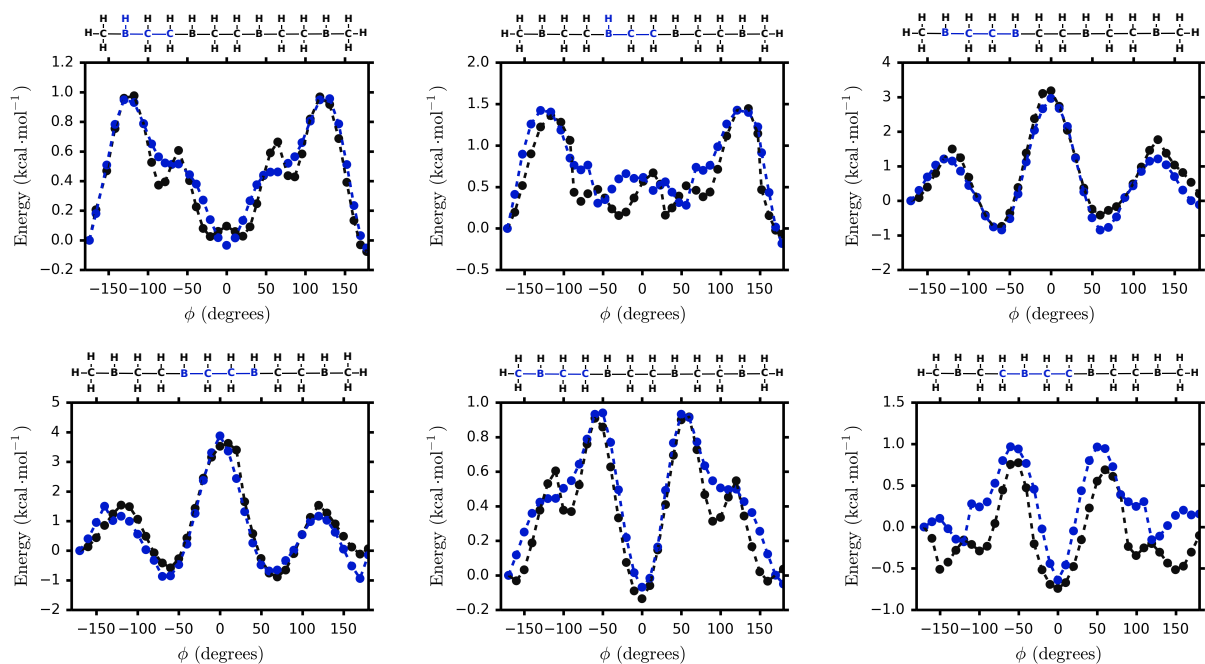 H H H H H H H H H H H H
H-C-B-C-C-B-C-C-B-C-C-B-C-H
H H H H H H H H
1.2
1.0
0.8
0.6
0.4
0.2
0.0
−0.2
Energy (kcal·mol⁻¹)
−150 −100 −50 0 50 100 150
ϕ (degrees)
H H H H H H H H H H H H
H-C-B-C-C-B-C-C-B-C-C-B-C-H
H H H H H H H H
2.0
1.5
1.0
0.5
0.0
−0.5
Energy (kcal·mol⁻¹)
−150 −100 −50 0 50 100 150
ϕ (degrees)
H H H H H H H H H H H H
H-C-B-C-C-B-C-C-B-C-C-B-C-H
H H H H H H H H
4
3
2
1
0
−1
−2
Energy (kcal·mol⁻¹)
−150 −100 −50 0 50 100 150
ϕ (degrees)
H H H H H H H H H H H H
H-C-B-C-C-B-C-C-B-C-C-B-C-H
H H H H H H H H
5
4
3
2
1
0
−1
−2
Energy (kcal·mol⁻¹)
−150 −100 −50 0 50 100 150
ϕ (degrees)
H H H H H H H H H H H H
H-C-B-C-C-B-C-C-B-C-C-B-C-H
H H H H H H H H
1.0
0.8
0.6
0.4
0.2
0.0
−0.2
Energy (kcal·mol⁻¹)
−150 −100 −50 0 50 100 150
ϕ (degrees)
H H H H H H H H H H H H
H-C-B-C-C-B-C-C-B-C-C-B-C-H
H H H H H H H H
1.5
1.0
0.5
0.0
−0.5
−1.0
Energy (kcal·mol⁻¹)
−150 −100 −50 0 50 100 150
ϕ (degrees)